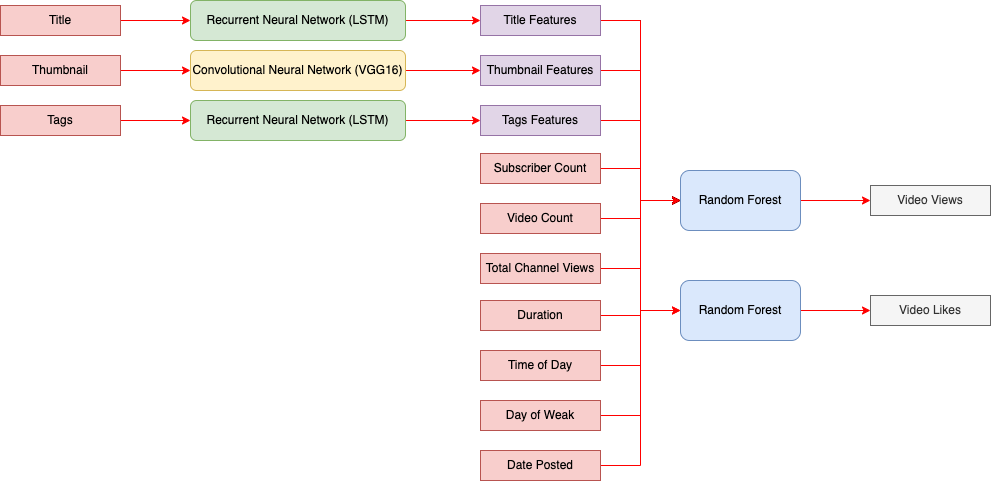 Title
Recurrent Neural Network (LSTM)
Title Features
Thumbnail
Convolutional Neural Network (VGG16)
Thumbnail Features
Tags
Recurrent Neural Network (LSTM)
Tags Features
Subscriber Count
Video Count
Total Channel Views
Duration
Time of Day
Day of Weak
Date Posted
Random Forest
Video Views
Random Forest
Video Likes